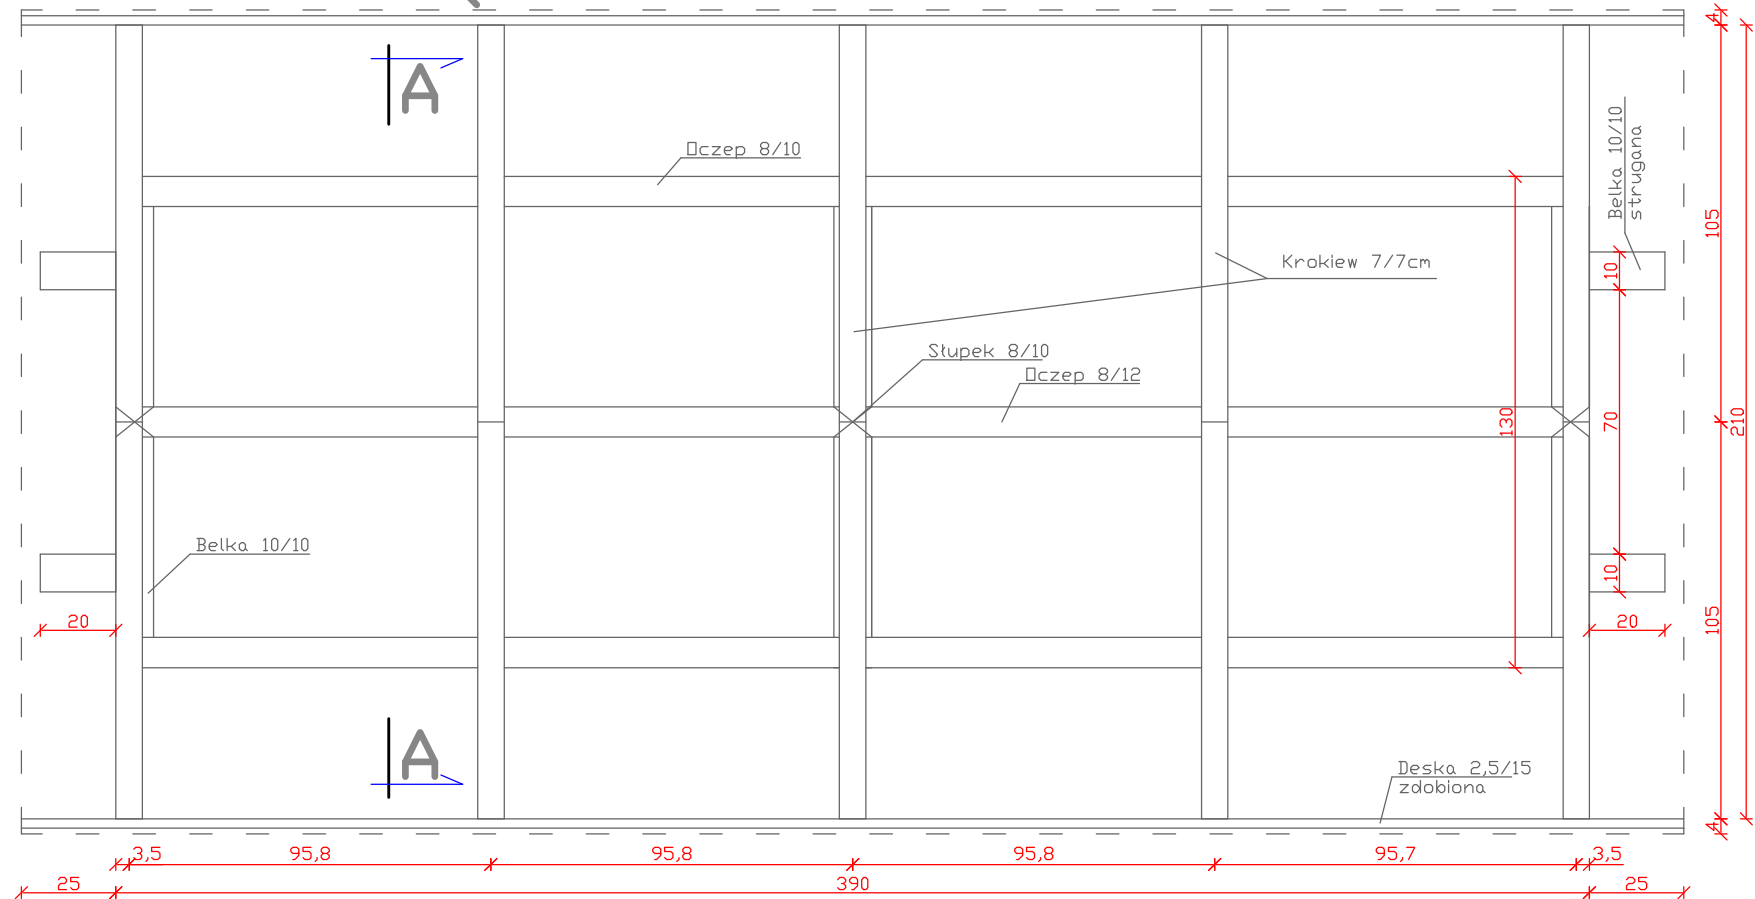 4
A
Oczep 8/10
Belka 10/10
strugana
105
Krokiew 7/7cm
10
Słupek 8/10
Oczep 8/12
130
70
210
Belka 10/10
10
20
20
105
A
Deska 2,5/15
zdobiona
4
3,5
95,8
95,8
95,8
95,7
3,5
25
390
25